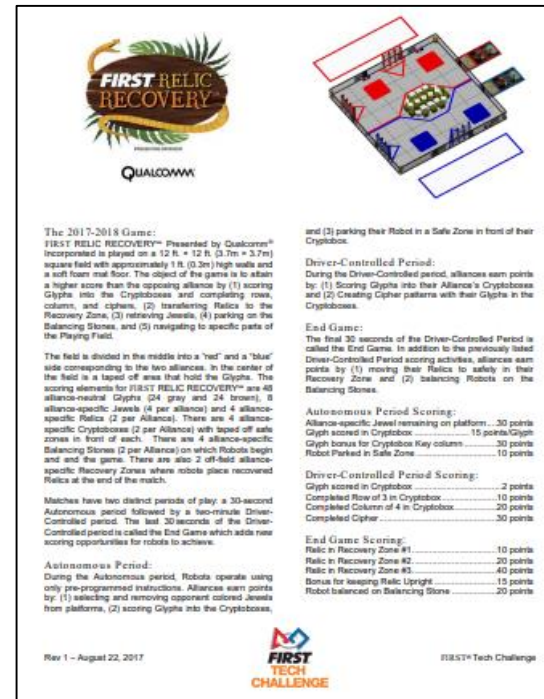 FIRST RELIC
RECOVERY
QUALCOMM
The 2017-2018 Game:
FIRST RELIC RECOVERY℠ Presented by Qualcomm®
Incorporated is played on a 12 ft. × 12 ft. (3.7m × 3.7m)
square field with approximately 1 ft. (0.3m) high walls and
a soft foam mat floor. The object of the game is to attain
a higher score than the opposing alliance by (1) scoring
Glyphs into the Cryptoboxes and completing rows,
column, and ciphers, (2) transferring Relics to the
Recovery Zone, (3) retrieving Jewels, (4) parking on the
Balancing Stones, and (5) navigating to specific parts of
the Playing Field.
The field is divided in the middle into a "red" and a "blue"
side corresponding to the two alliances. In the center of
the field is a taped off area that hold the Glyphs. The
scoring elements for FIRST RELIC RECOVERY℠ are 48
alliance-neutral Glyphs (24 gray and 24 brown), 8
alliance-specific Jewels (4 per alliance) and 4 alliance-
specific Relics (2 per Alliance). There are 4 alliance-
specific Cryptoboxes (2 per Alliance) with taped off safe
zones in front of each. There are 4 alliance-specific
Balancing Stones (2 per Alliance) on which Robots begin
and end the game. There are also 2 off-field alliance-
specific Recovery Zones where robots place recovered
Relics at the end of the match.
Matches have two distinct periods of play: a 30-second
Autonomous period followed by a two-minute Driver-
Controlled period. The last 30 seconds of the Driver-
Controlled period is called the End Game which adds new
scoring opportunities for robots to achieve.
Autonomous Period:
During the Autonomous period, Robots operate using
only pre-programmed instructions. Alliances earn points
by: (1) selecting and removing opponent colored Jewels
from platforms, (2) scoring Glyphs into the Cryptoboxes,
and (3) parking their Robot in a Safe Zone in front of their
Cryptobox.
Driver-Controlled Period:
During the Driver-Controlled period, alliances earn points
by: (1) Scoring Glyphs into their Alliance's Cryptoboxes
and (2) Creating Cipher patterns with their Glyphs in the
Cryptoboxes.
End Game:
The final 30 seconds of the Driver-Controlled Period is
called the End Game. In addition to the previously listed
Driver-Controlled Period scoring activities, alliances earn
points by (1) moving their Relics to safely in their
Recovery Zone and (2) balancing Robots on the
Balancing Stones.
Autonomous Period Scoring:
Alliance-specific Jewel remaining on platform ... 30 points
Glyph scored in Cryptobox ... 15 points/Glyph
Glyph bonus for Cryptobox Key column ... 30 points
Robot Parked in Safe Zone ... 10 points
Driver-Controlled Period Scoring:
Glyph scored in Cryptobox ... 2 points
Completed Row of 3 in Cryptobox ... 10 points
Completed Column of 4 in Cryptobox ... 20 points
Completed Cipher ... 30 points
End Game Scoring:
Relic in Recovery Zone #1 ... 10 points
Relic in Recovery Zone #2 ... 20 points
Relic in Recovery Zone #3 ... 40 points
Bonus for keeping Relic Upright ... 15 points
Robot balanced on Balancing Stone ... 20 points
Rev 1 – August 22, 2017
FIRST
TECH
CHALLENGE
FIRST® Tech Challenge